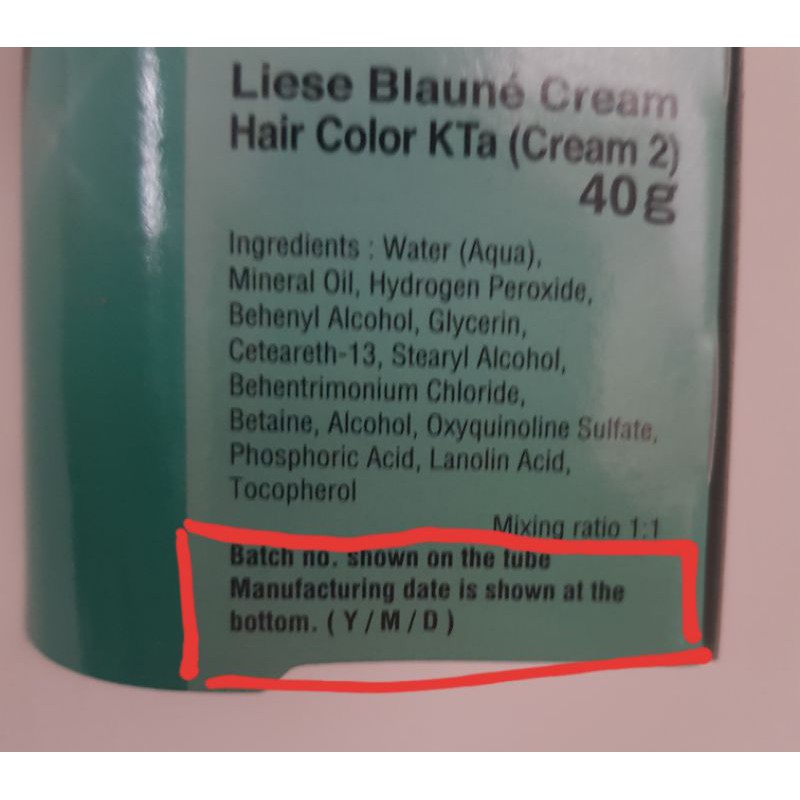 Liese Blauné Cream
Hair Color KTa (Cream 2)
40g
Ingredients : Water (Aqua),
Mineral Oil, Hydrogen Peroxide,
Behenyl Alcohol, Glycerin,
Ceteareth-13, Stearyl Alcohol,
Behentrimonium Chloride,
Betaine, Alcohol, Oxyquinoline Sulfate,
Phosphoric Acid, Lanolin Acid,
Tocopherol
Mixing ratio 1:1
Batch no. shown on the tube
Manufacturing date is shown at the
bottom. ( Y / M / D )